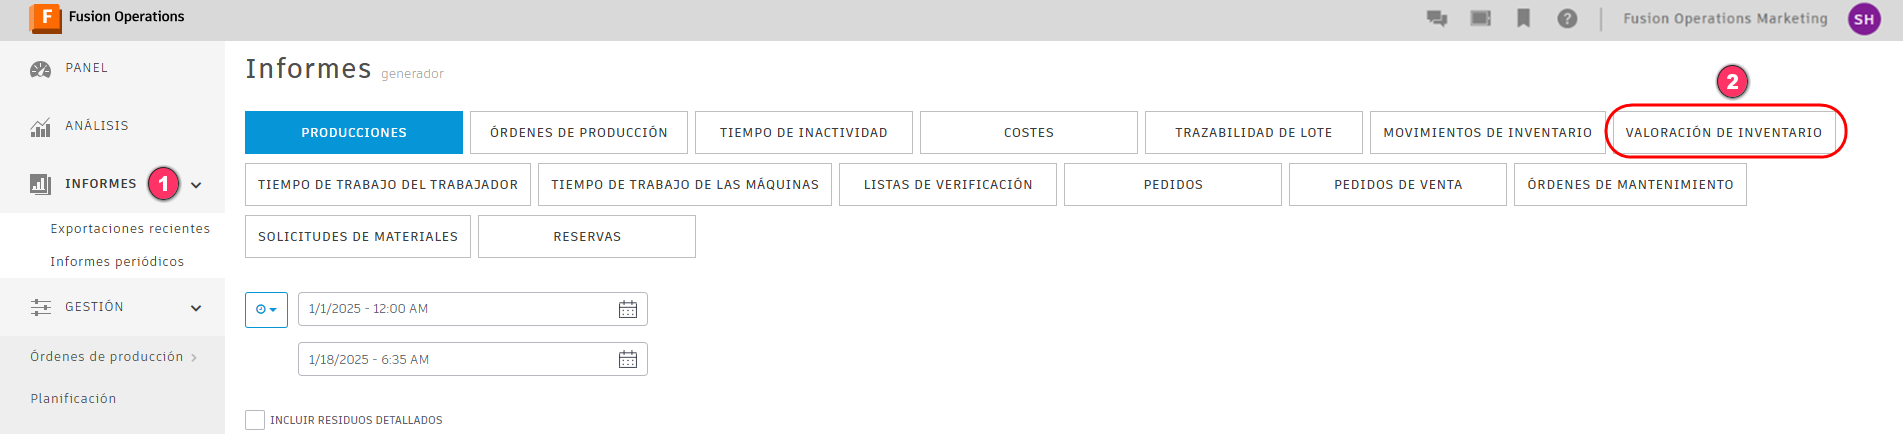 F Fusion Operations
Fusion Operations Marketing SH
PANEL
ANÁLISIS
INFORMES 1
Exportaciones recientes
Informes periódicos
GESTIÓN
Órdenes de producción
Planificación
Informes generador
2
PRODUCCIONES ÓRDENES DE PRODUCCIÓN TIEMPO DE INACTIVIDAD COSTES TRAZABILIDAD DE LOTE MOVIMIENTOS DE INVENTARIO VALORACIÓN DE INVENTARIO
TIEMPO DE TRABAJO DEL TRABAJADOR TIEMPO DE TRABAJO DE LAS MÁQUINAS LISTAS DE VERIFICACIÓN PEDIDOS PEDIDOS DE VENTA ÓRDENES DE MANTENIMIENTO
SOLICITUDES DE MATERIALES RESERVAS
1/1/2025 - 12:00 AM
1/18/2025 - 6:35 AM
INCLUIR RESIDUOS DETALLADOS